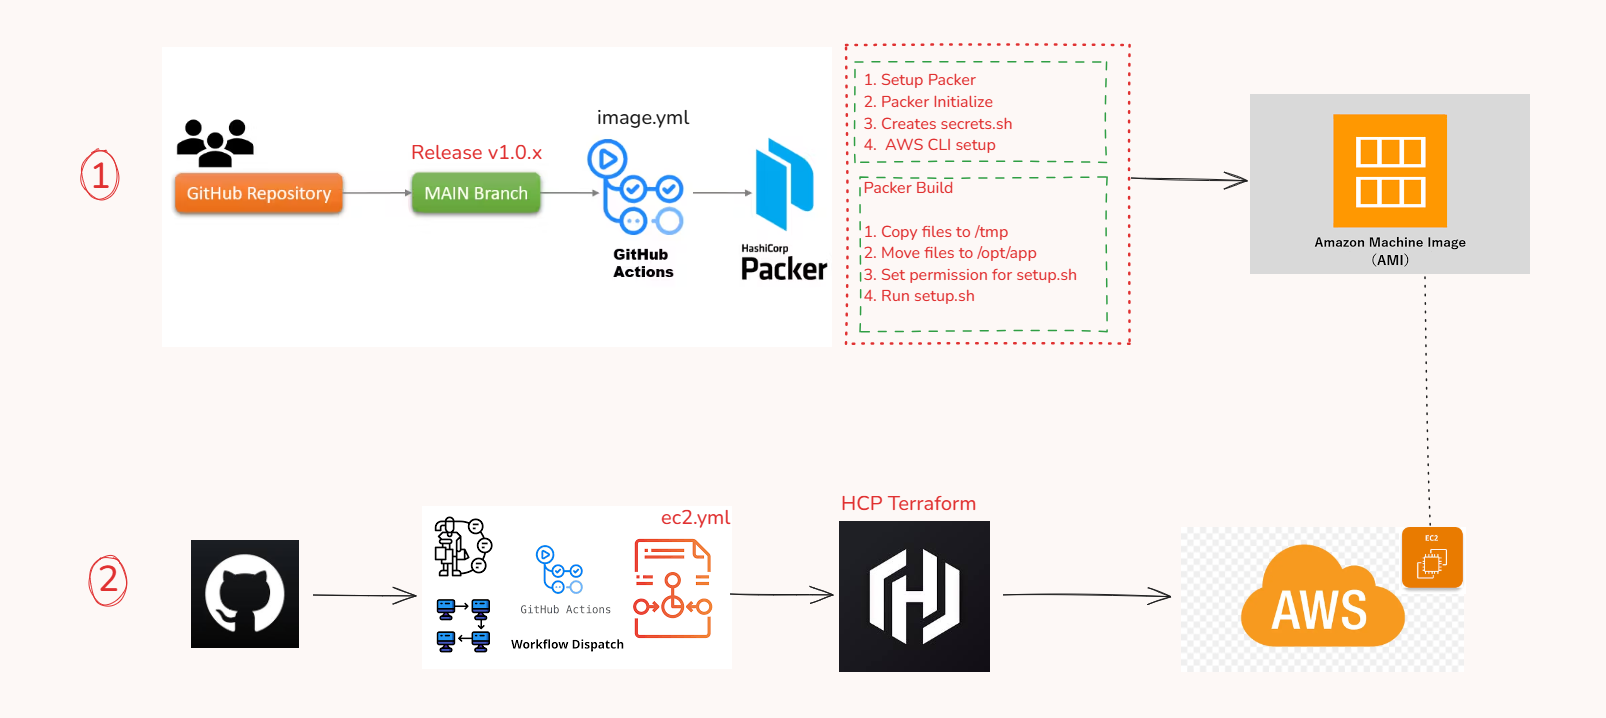 1
GitHub Repository
Release v1.0.x
MAIN Branch
image.yml
GitHub
Actions
HashiCorp
Packer
1. Setup Packer
2. Packer Initialize
3. Creates secrets.sh
4. AWS CLI setup
Packer Build
1. Copy files to /tmp
2. Move files to /opt/app
3. Set permission for setup.sh
4. Run setup.sh
Amazon Machine Image
(AMI)
2
ec2.yml
GitHub Actions
Workflow Dispatch
HCP Terraform
AWS
EC2